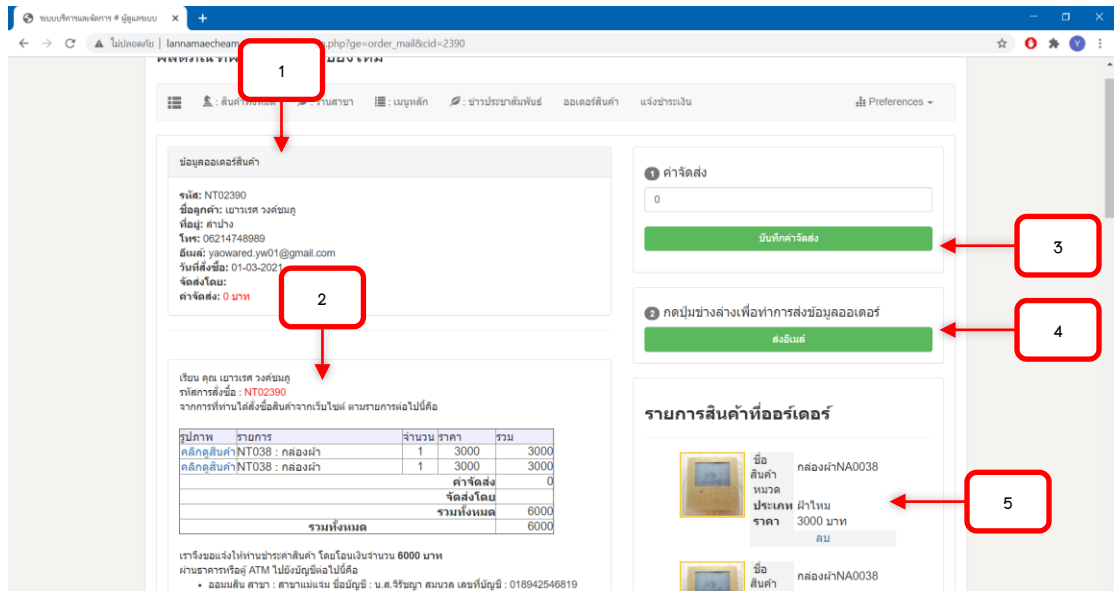 ระบบบริหารและจัดการ # ผู้ดูแลระบบ
ไม่ปลอดภัย | lannamaecheam .php?ge=order_mail&cid=2390
1
: ร้านสาขา : เมนูหลัก : ข่าวประชาสัมพันธ์ ออเดอร์สินค้า แจ้งชำระเงิน Preferences
ข้อมูลออเดอร์สินค้า
รหัส: NT02390
ชื่อลูกค้า: เยาวเรศ วงค์ชมภู
ที่อยู่: ลำปาง
โทร: 06214748989
อีเมล์: yaowared.yw01@gmail.com
วันที่สั่งซื้อ: 01-03-2021
จัดส่งโดย:
ค่าจัดส่ง: 0 บาท
2
เรียน คุณ เยาวเรศ วงค์ชมภู
รหัสการสั่งซื้อ : NT02390
จากการที่ท่านได้สั่งซื้อสินค้าจากเว็บไซต์ ตามรายการต่อไปนี้คือ
รูปภาพ รายการ จำนวน ราคา รวม
คลิกดูสินค้า NT038 : กล่องผ้า 1 3000 3000
คลิกดูสินค้า NT038 : กล่องผ้า 1 3000 3000
ค่าจัดส่ง 0
จัดส่งโดย
รวมทั้งหมด 6000
รวมทั้งหมด 6000
เราจึงขอแจ้งให้ท่านชำระค่าสินค้า โดยโอนเงินจำนวน 6000 บาท
ผ่านธาคารหรือตู้ ATM ไปยังบัญชีต่อไปนี้คือ
• ออมสิน สาขา : สาขาแม่แจ่ม ชื่อบัญชี : น.ส.วิรัชญา สมนวล เลขที่บัญชี : 018942546819
1 ค่าจัดส่ง
0
บันทึกค่าจัดส่ง
3
2 กดปุ่มข่างล่างเพื่อทำการส่งข้อมูลออเดอร์
ส่งอีเมล์
4
รายการสินค้าที่ออร์เดอร์
ชื่อ
สินค้า กล่องผ้าNA0038
หมวด
ประเภท ผ้าไหม
ราคา 3000 บาท
ลบ
5
ชื่อ
สินค้า กล่องผ้าNA0038